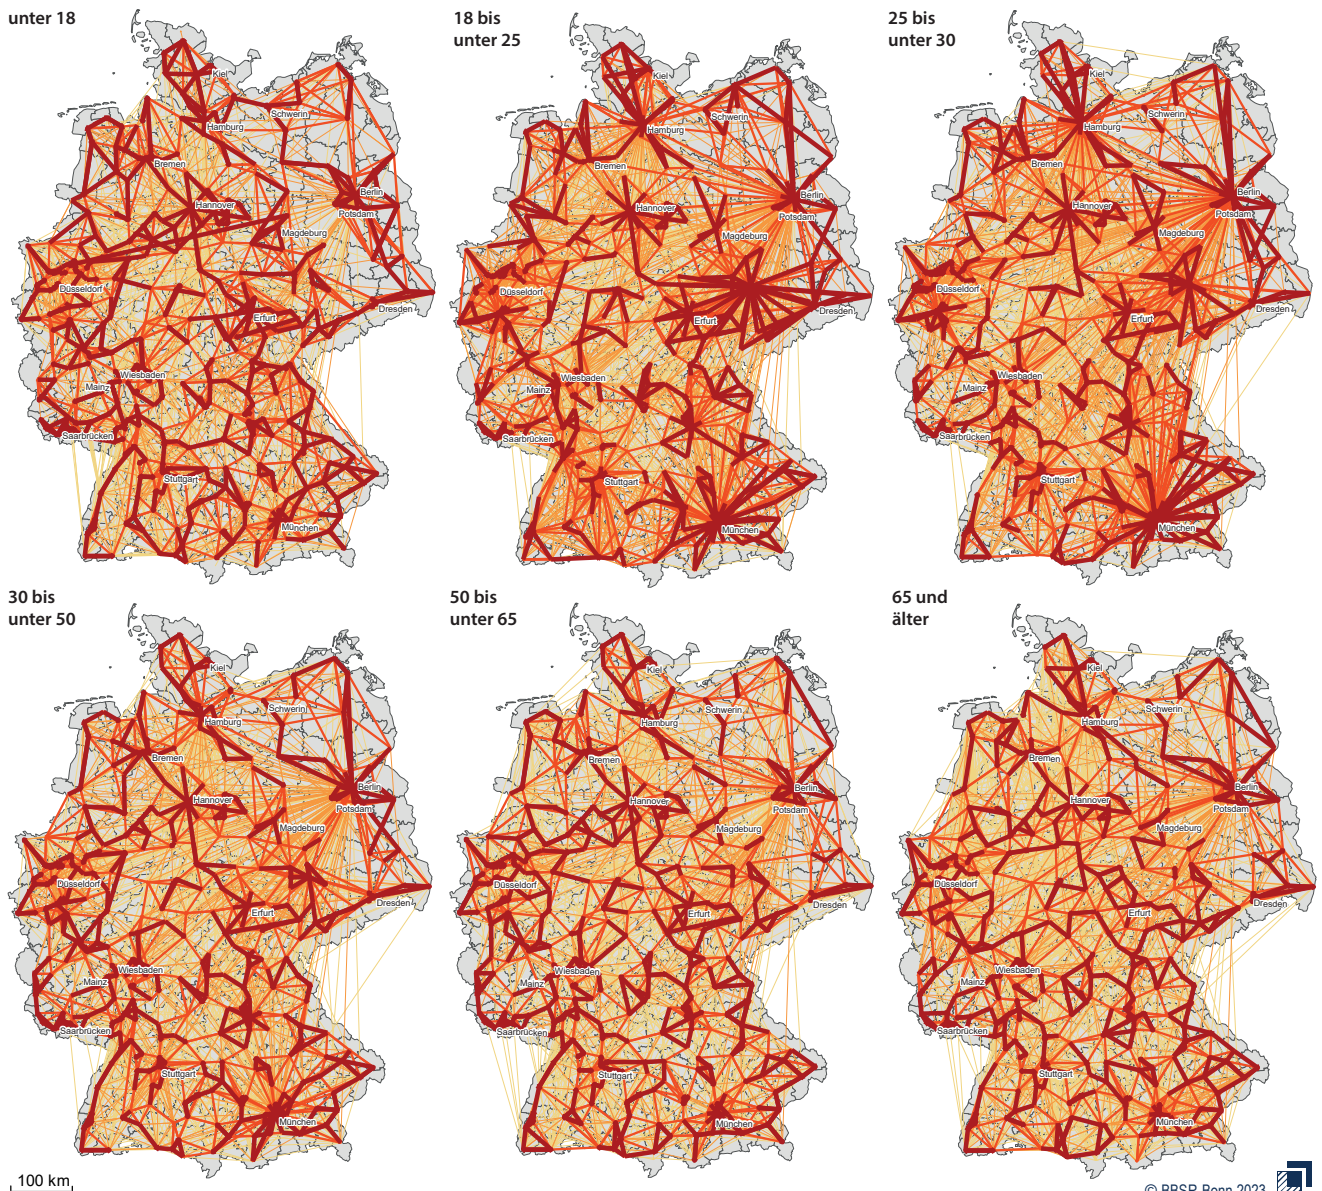 unter 18
Kiel
Schwerin
Hamburg
Bremen
Berlin
Hannover
Potsdam
Magdeburg
Düsseldorf
Dresden
Erfurt
Wiesbaden
Mainz
Saarbrücken
Stuttgart
München
18 bis
unter 25
Kiel
Schwerin
Hamburg
Bremen
Berlin
Hannover
Potsdam
Magdeburg
Düsseldorf
Dresden
Erfurt
Wiesbaden
Mainz
Saarbrücken
Stuttgart
München
25 bis
unter 30
Kiel
Schwerin
Hamburg
Bremen
Berlin
Hannover
Potsdam
Magdeburg
Düsseldorf
Dresden
Erfurt
Wiesbaden
Mainz
Saarbrücken
Stuttgart
München
30 bis
unter 50
Kiel
Schwerin
Hamburg
Bremen
Berlin
Hannover
Potsdam
Magdeburg
Düsseldorf
Dresden
Erfurt
Wiesbaden
Mainz
Saarbrücken
Stuttgart
München
50 bis
unter 65
Kiel
Schwerin
Hamburg
Bremen
Berlin
Hannover
Potsdam
Magdeburg
Düsseldorf
Dresden
Erfurt
Wiesbaden
Mainz
Saarbrücken
Stuttgart
München
65 und
älter
Kiel
Schwerin
Hamburg
Bremen
Berlin
Hannover
Potsdam
Magdeburg
Düsseldorf
Dresden
Erfurt
Wiesbaden
Mainz
Saarbrücken
Stuttgart
München
100 km
© BBSR Bonn 2023